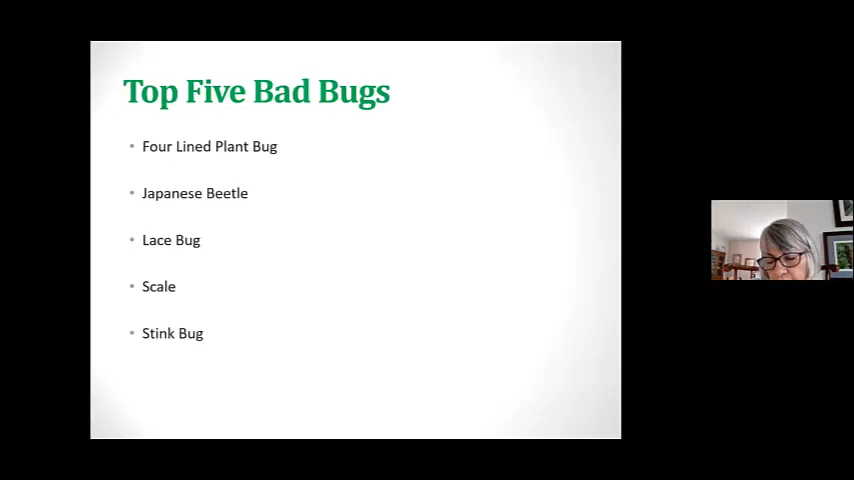 Top Five Bad Bugs
• Four Lined Plant Bug
• Japanese Beetle
• Lace Bug
• Scale
• Stink Bug